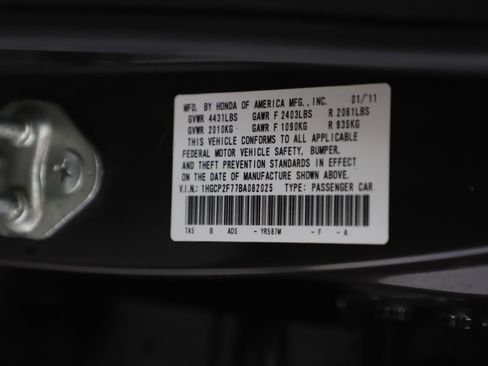 MFD. BY HONDA OF AMERICA MFG., INC. 01/'11
GVWR 4431LBS GAWR F 2403LBS R 2061LBS
GVWR 2010KG GAWR F 1090KG R 935KG
THIS VEHICLE CONFORMS TO ALL APPLICABLE
FEDERAL MOTOR VEHICLE SAFETY, BUMPER,
AND THEFT PREVENTION STANDARDS IN EFFECT
ON THE DATE OF MANUFACTURE SHOWN ABOVE.
V.I.N.: 1HGCP2F77BA082025 TYPE: PASSENGER CAR
TA5 B AD5 - YR587M - F - A